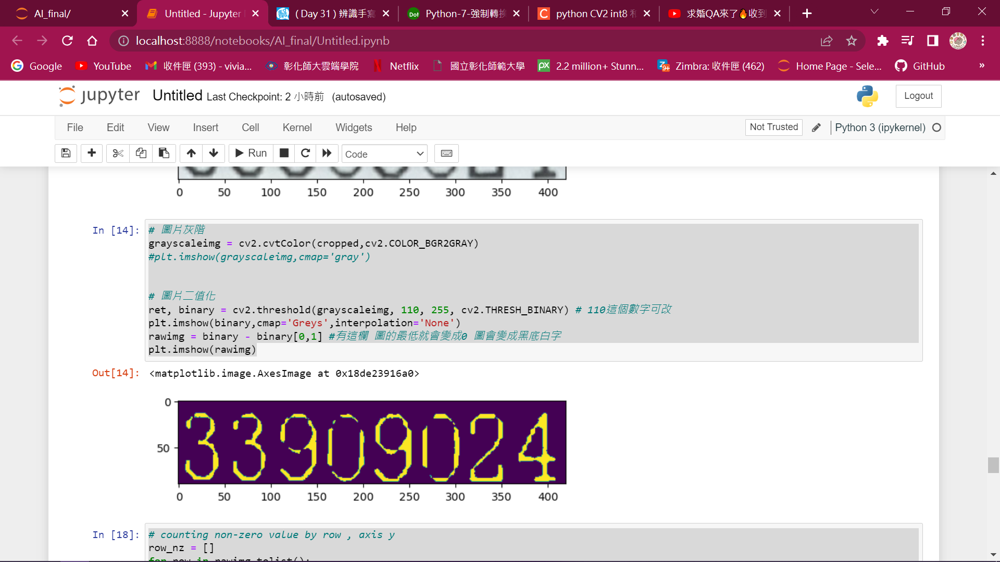 AI_final/
Untitled - Jupyter
( Day 31 ) 辨識手寫
Python-7-強制轉換
python CV2 int8 和
求婚QA來了🔥收到
localhost:8888/notebooks/AI_final/Untitled.ipynb
Google
YouTube
收件匣 (393) - vivia...
彰化師大雲端學院
Netflix
國立彰化師範大學
2.2 million+ Stunn...
Zimbra: 收件匣 (462)
Home Page - Sele...
GitHub
»
jupyter Untitled Last Checkpoint: 2 小時前 (autosaved)
Logout
File Edit View Insert Cell Kernel Widgets Help
Not Trusted
Python 3 (ipykernel)
Run
Code
0 50 100 150 200 250 300 350 400
In [14]:
# 圖片灰階
grayscaleimg = cv2.cvtColor(cropped,cv2.COLOR_BGR2GRAY)
#plt.imshow(grayscaleimg,cmap='gray')
# 圖片二值化
ret, binary = cv2.threshold(grayscaleimg, 110, 255, cv2.THRESH_BINARY) # 110這個數字可改
plt.imshow(binary,cmap='Greys',interpolation='None')
rawimg = binary - binary[0,1] #有這欄 圖的最低就會變成0 圖會變成黑底白字
plt.imshow(rawimg)
Out[14]: <matplotlib.image.AxesImage at 0x18de23916a0>
0
50
33909024
0 50 100 150 200 250 300 350 400
In [18]:
# counting non-zero value by row , axis y
row_nz = []
for row in rawimg.tolist():